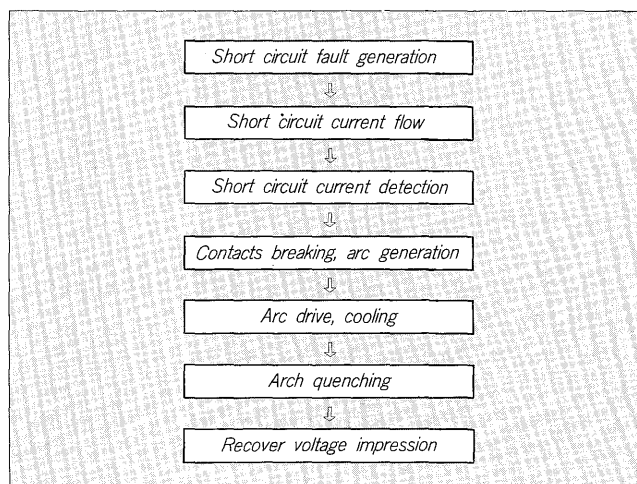 Short circuit fault generation
⇩
Short circuit current flow
⇩
Short circuit current detection
⇩
Contacts breaking, arc generation
⇩
Arc drive, cooling
⇩
Arch quenching
⇩
Recover voltage impression